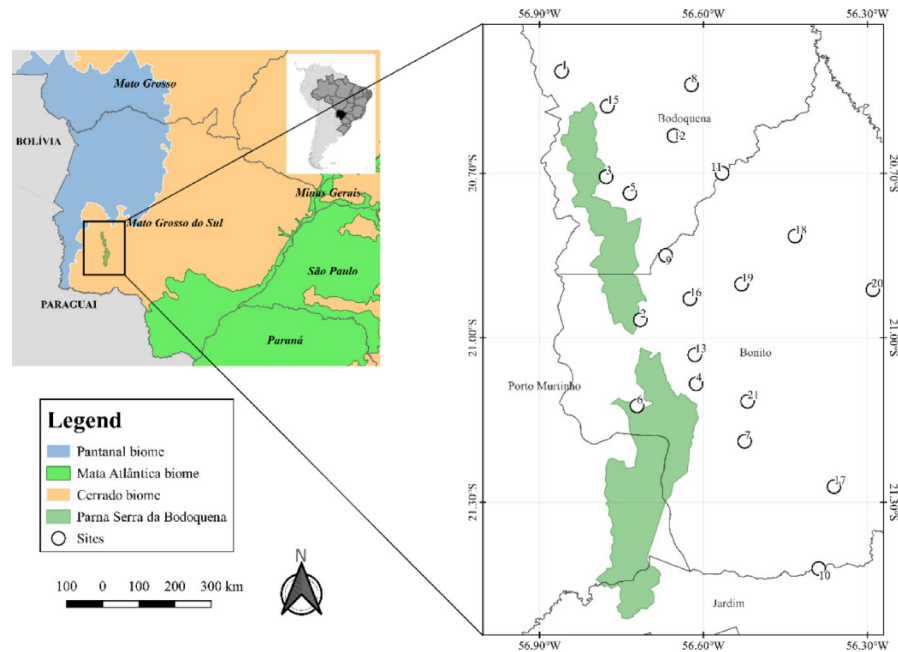 Mato Grosso
BOLÍVIA
Minas Gerais
Mato Grosso do Sul
São Paulo
PARAGUAI
Paraná
Legend
Pantanal biome
Mata Atlântica biome
Cerrado biome
Parna Serra da Bodoquena
Sites
100 0 100 200 300 km
N
56.90°W 56.60°W 56.30°W
1
8
15
Bodoquena
12
11
3
5
20.70°S
20.70°S
18
9
19
20
16
2
21.00°S
21.00°S
13
Bonito
4
Porto Murtinho
21
6
7
17
21.30°S
21.30°S
10
Jardim
56.90°W 56.60°W 56.30°W